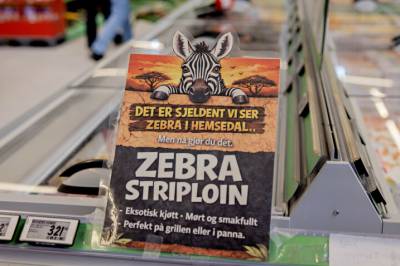 DET ER SJELDENT VI SER
ZEBRA I HEMSEDAL..
Men nå gjør du det.
ZEBRA
STRIPLOIN
- Eksotisk kjøtt - Mørt og smakfullt
- Perfekt på grillen eller i panna.
321